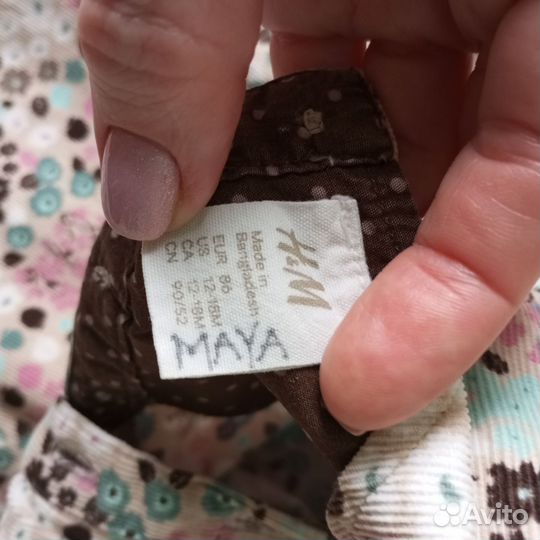 H&M
Made in
Bangladesh
EUR 86
US 12-18M
CA 12-18M
CN 90/52
MAYA
Avito